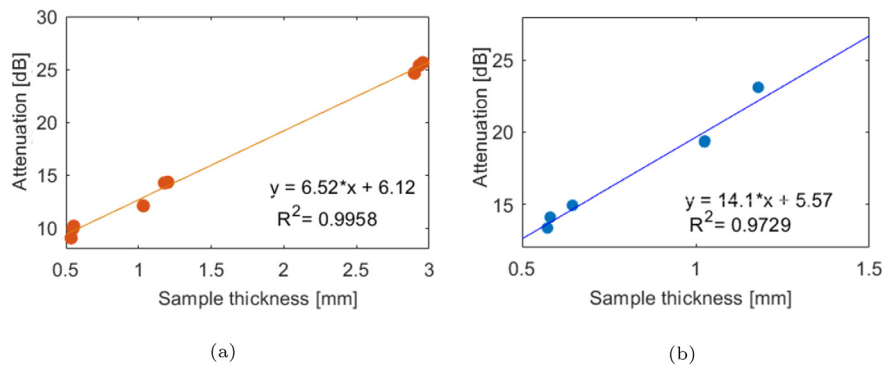 30
25
20
15
10
Attenuation [dB]
y = 6.52*x + 6.12
R²= 0.9958
0.5 1 1.5 2 2.5 3
Sample thickness [mm]
(a)
25
20
15
Attenuation [dB]
y = 14.1*x + 5.57
R²= 0.9729
0.5 1 1.5
Sample thickness [mm]
(b)